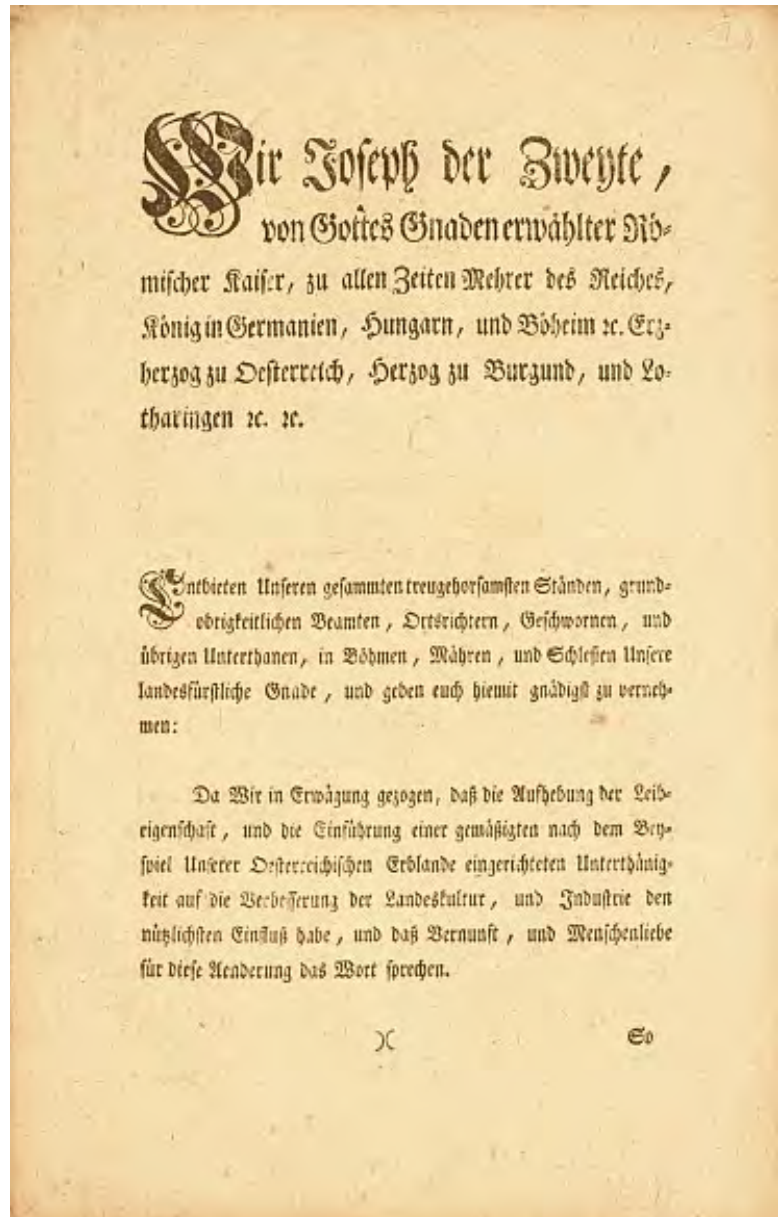 Wir Joseph der Zweyte,
von Gottes Gnaden erwählter Rö-
mischer Kaiser, zu allen Zeiten Mehrer des Reiches,
König in Germanien, Hungarn, und Böheim ꝛc. Erz-
herzog zu Oesterreich, Herzog zu Burgund, und Lo-
tharingen ꝛc. ꝛc.
Entbieten Unseren gesammten treugehorsamsten Ständen, grund-
obrigkeitlichen Beamten, Ortsrichtern, Geschwornen, und
übrigen Unterthanen, in Böhmen, Mähren, und Schlesien Unsere
landesfürstliche Gnade, und geben euch hiemit gnädigst zu verneh-
men:
Da Wir in Erwägung gezogen, daß die Aufhebung der Leib-
eigenschaft, und die Einführung einer gemäßigten nach dem Bey-
spiel Unserer Oesterreichischen Erblande eingerichteten Unterthänig-
keit auf die Verbesserung der Landeskultur, und Industrie den
nützlichsten Einfluß habe, und daß Vernunft, und Menschenliebe
für diese Aenderung das Wort sprechen.
)( So